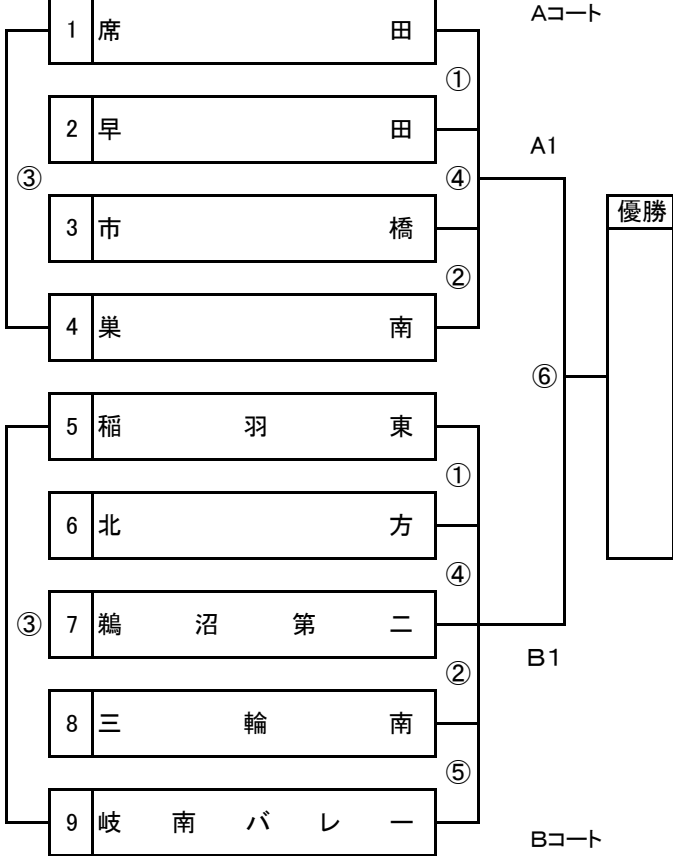 Aコート
1 席田
①
2 早田
A1
③
④
優勝
3 市橋
②
4 巣南
⑥
5 稲羽東
①
6 北方
④
③
7 鵜沼第二
B1
②
8 三輪南
⑤
9 岐南バレー
Bコート